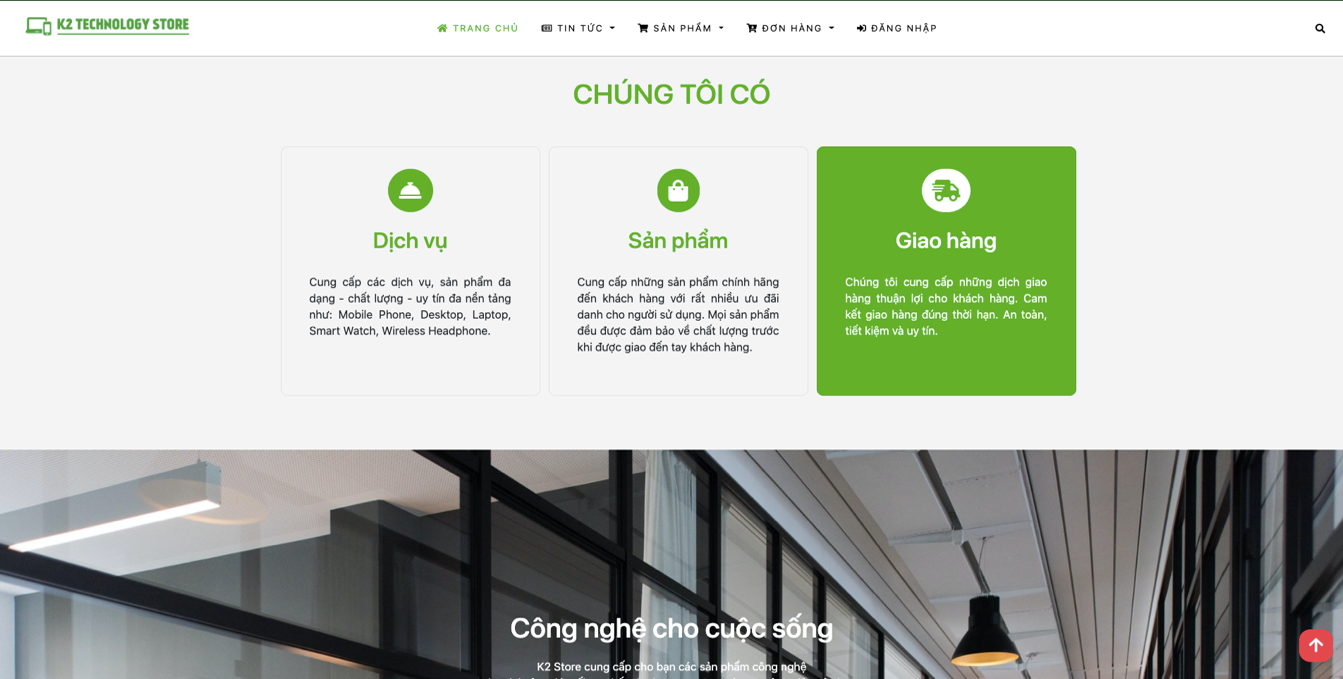 K2 TECHNOLOGY STORE
TRANG CHỦ
TIN TỨC
SẢN PHẨM
ĐƠN HÀNG
ĐĂNG NHẬP
CHÚNG TÔI CÓ
Dịch vụ
Cung cấp các dịch vụ, sản phẩm đa
dạng - chất lượng - uy tín đa nền tảng
như: Mobile Phone, Desktop, Laptop,
Smart Watch, Wireless Headphone.
Sản phẩm
Cung cấp những sản phẩm chính hãng
đến khách hàng với rất nhiều ưu đãi
danh cho người sử dụng. Mọi sản phẩm
đều được đảm bảo về chất lượng trước
khi được giao đến tay khách hàng.
Giao hàng
Chúng tôi cung cấp những dịch giao
hàng thuận lợi cho khách hàng. Cam
kết giao hàng đúng thời hạn. An toàn,
tiết kiệm và uy tín.
Công nghệ cho cuộc sống
K2 Store cung cấp cho bạn các sản phẩm công nghệ